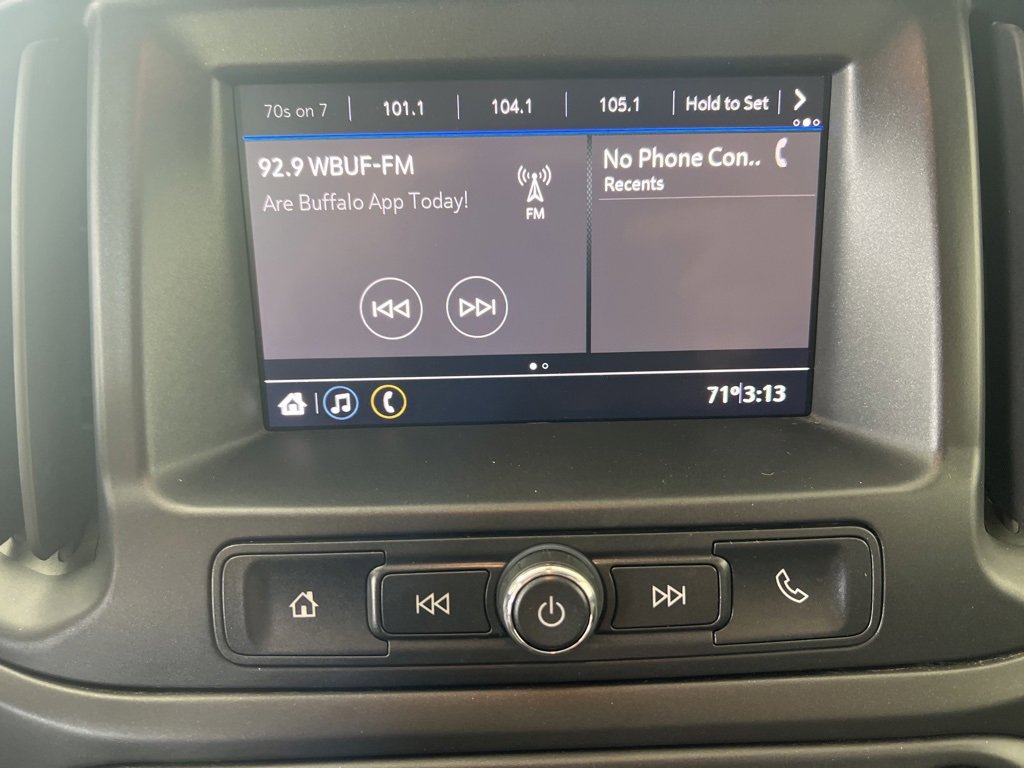 70s on 7 101.1 104.1 105.1 Hold to Set
92.9 WBUF-FM
Are Buffalo App Today!
FM
No Phone Con..
Recents
71° 3:13